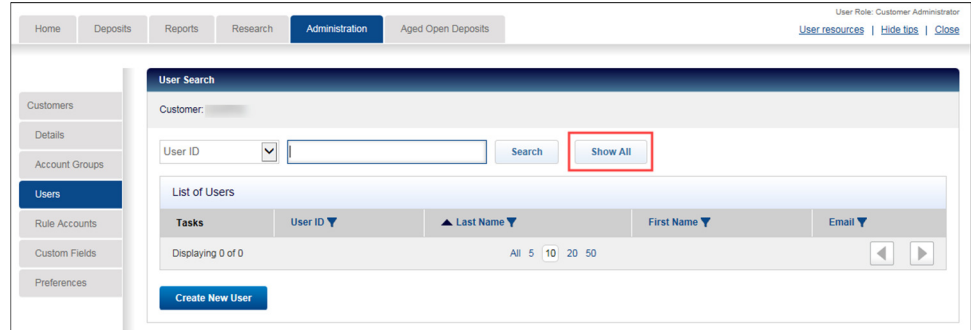 User Role: Customer Administrator
Home Deposits Reports Research Administration Aged Open Deposits
User resources | Hide tips | Close
User Search
Customers
Customer:
Details
User ID Search Show All
Account Groups
Users
List of Users
Tasks User ID Last Name First Name Email
Rule Accounts
Displaying 0 of 0 All 5 10 20 50
Custom Fields
Preferences
Create New User